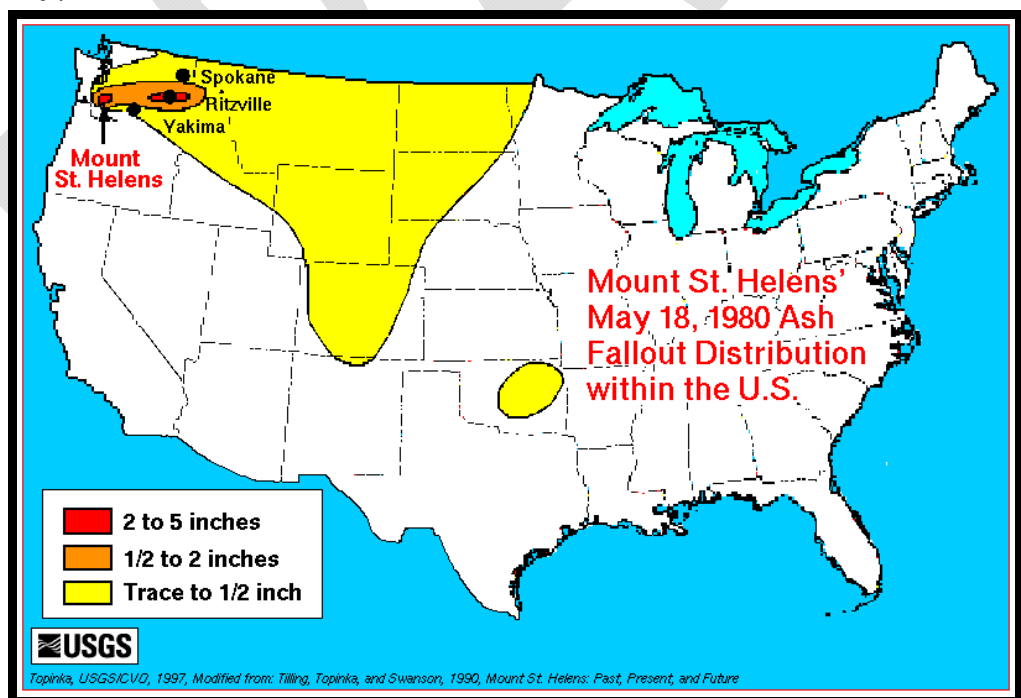 Spokane
Ritzville
Yakima
Mount
St. Helens
Mount St. Helens'
May 18, 1980 Ash
Fallout Distribution
within the U.S.
2 to 5 inches
1/2 to 2 inches
Trace to 1/2 inch
USGS
Topinka, USGS/CVO, 1997, Modified from: Tilling, Topinka, and Swanson, 1990, Mount St. Helens: Past, Present, and Future